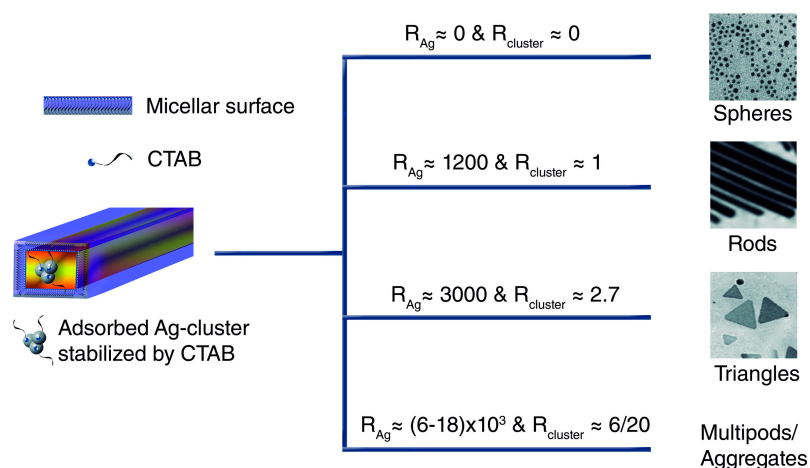 R_Ag ≈ 0 & R_cluster ≈ 0
Spheres
Micellar surface
CTAB
R_Ag ≈ 1200 & R_cluster ≈ 1
Rods
R_Ag ≈ 3000 & R_cluster ≈ 2.7
Adsorbed Ag-cluster
stabilized by CTAB
Triangles
R_Ag ≈ (6-18)x10³ & R_cluster ≈ 6/20
Multipods/
Aggregates